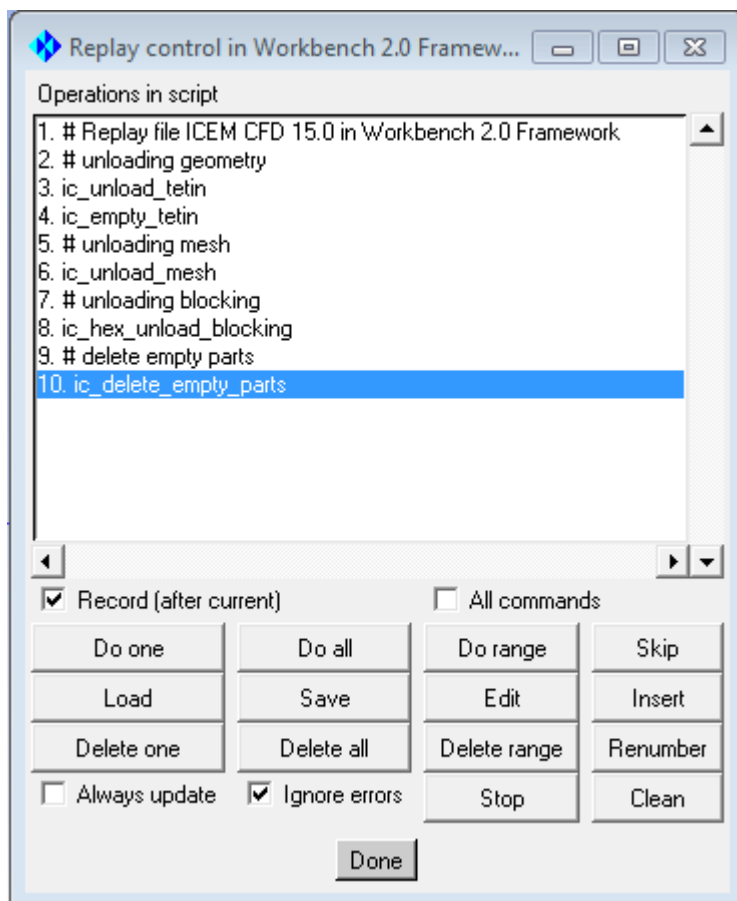 Replay control in Workbench 2.0 Framew...
Operations in script
1. # Replay file ICEM CFD 15.0 in Workbench 2.0 Framework
2. # unloading geometry
3. ic_unload_tetin
4. ic_empty_tetin
5. # unloading mesh
6. ic_unload_mesh
7. # unloading blocking
8. ic_hex_unload_blocking
9. # delete empty parts
10. ic_delete_empty_parts
Record (after current) All commands
Do one Do all Do range Skip
Load Save Edit Insert
Delete one Delete all Delete range Renumber
Always update Ignore errors Stop Clean
Done